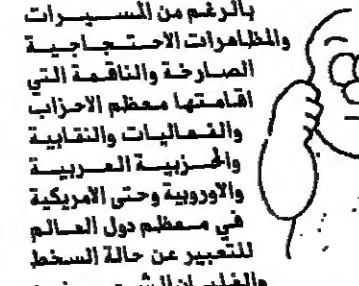 بالرغم من المسيرات
والمظاهرات الاحتجاجية
الصارخة والناقمة التي
اقامتها معظم الاحزاب
والفعاليات والنقابية
والحزبية العربية
والاوروبية وحتى الامريكية
في معظم دول العالم
للتعبير عن حالة السخط